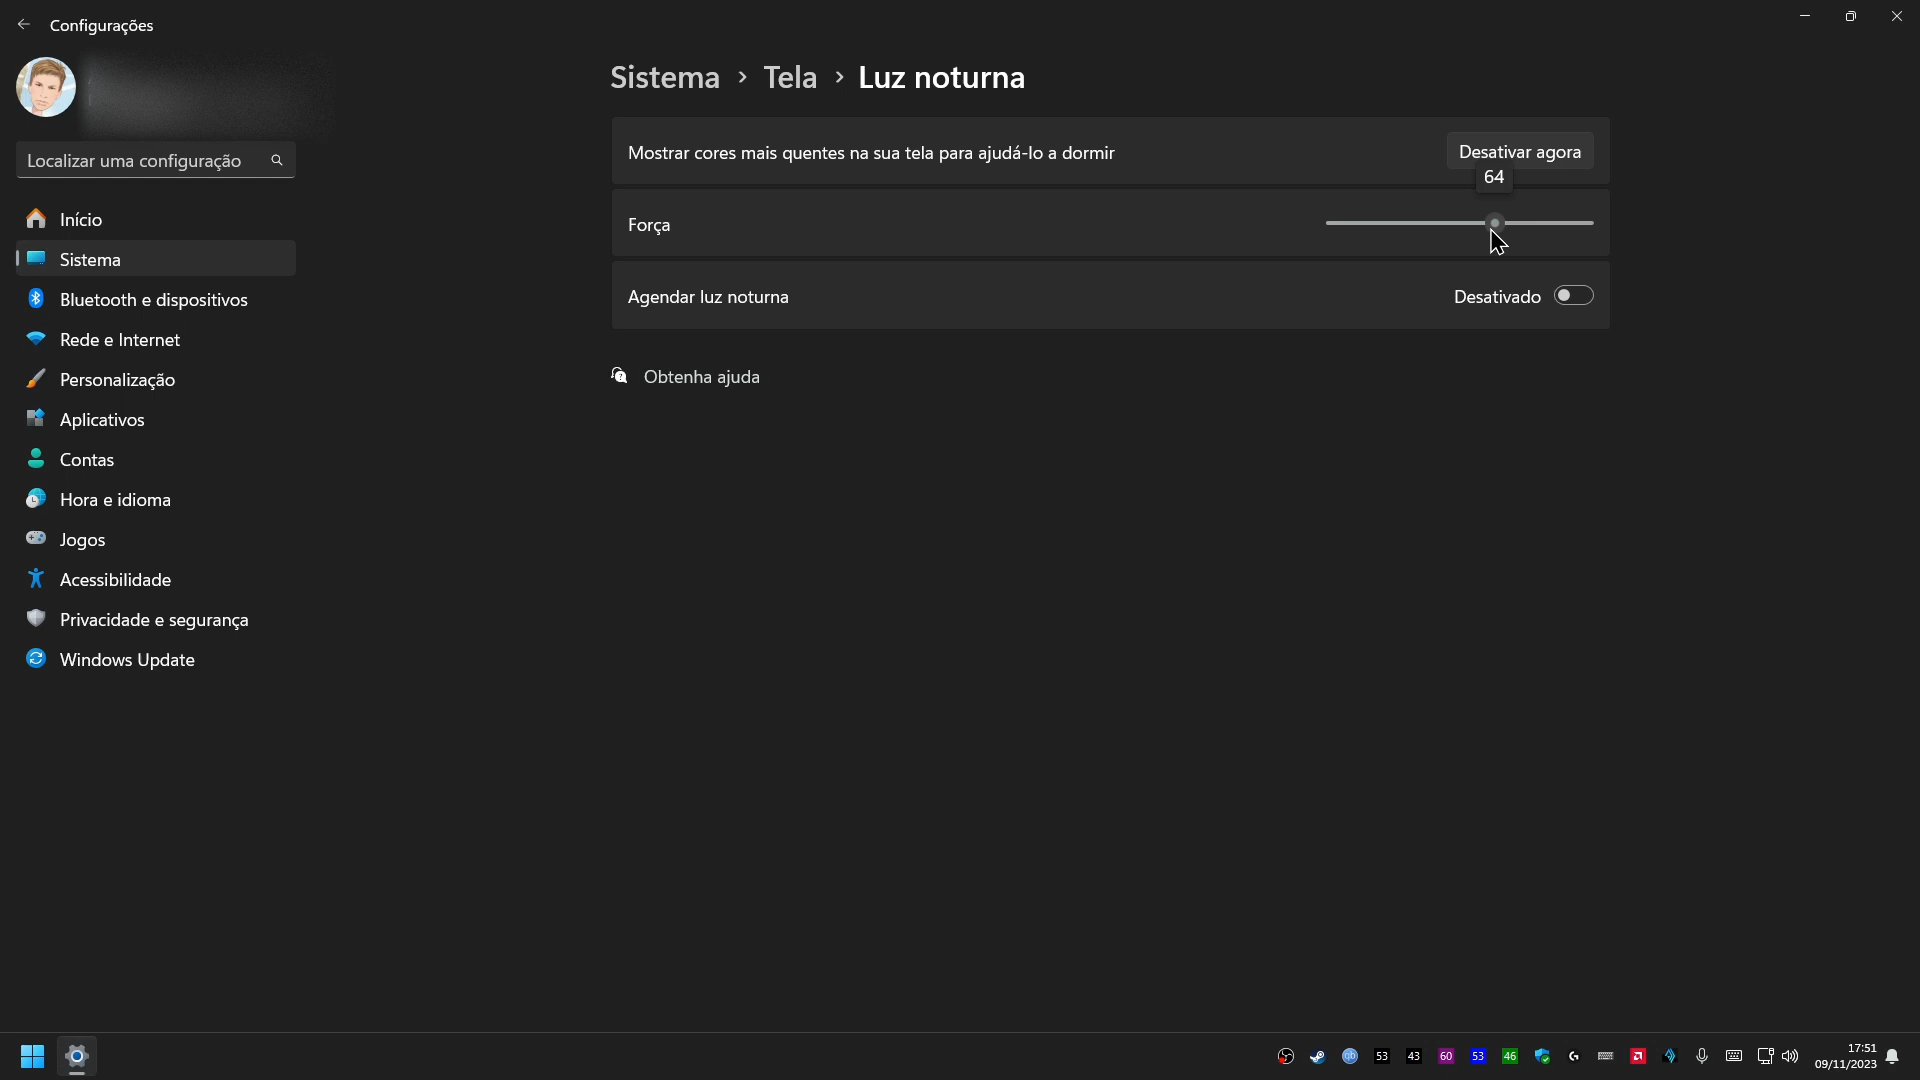 Configurações
Sistema > Tela > Luz noturna
Localizar uma configuração
Início
Sistema
Bluetooth e dispositivos
Rede e Internet
Personalização
Aplicativos
Contas
Hora e idioma
Jogos
Acessibilidade
Privacidade e segurança
Windows Update
Mostrar cores mais quentes na sua tela para ajudá-lo a dormir
Desativar agora
64
Força
Agendar luz noturna
Desativado
Obtenha ajuda
qb
53
43
60
53
46
17:51
09/11/2023